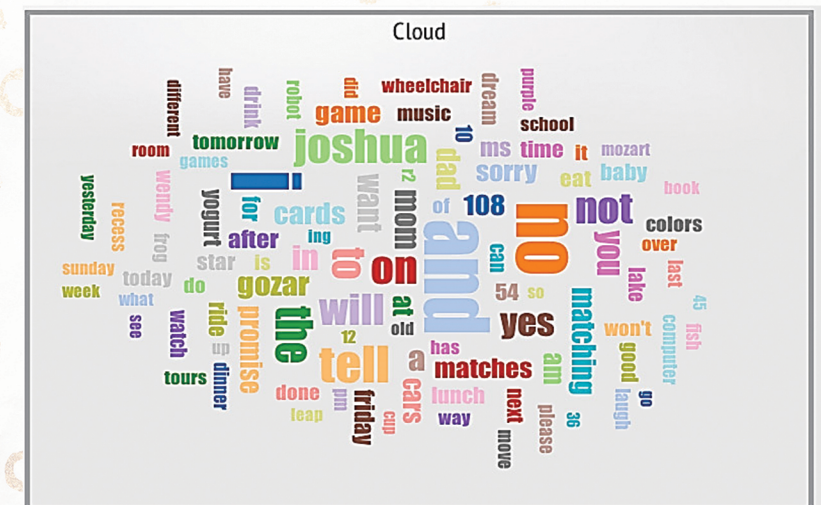 Cloud
have
did
wheelchair
dream
purple
different
drink
robot
game
music
school
10
tomorrow
joshua
ms
time
it
mozart
room
games
dad
sorry
eat
baby
book
i
r2
want
mom
yesterday
wendy
yogurt
for
cards
of
108
no
not
colors
recess
after
ing
and
you
over
frog
star
is
in
to
on
can
lake
last
sunday
today
gozar
54
so
week
what
do
will
at
matching
45
see
watch
ride
promise
the
12
old
yes
won't
computer
fish
up
tell
has
good
a
matches
am
tours
dinner
done
pm
friday
cars
lunch
next
laugh
go
leap
cup
way
please
36
move